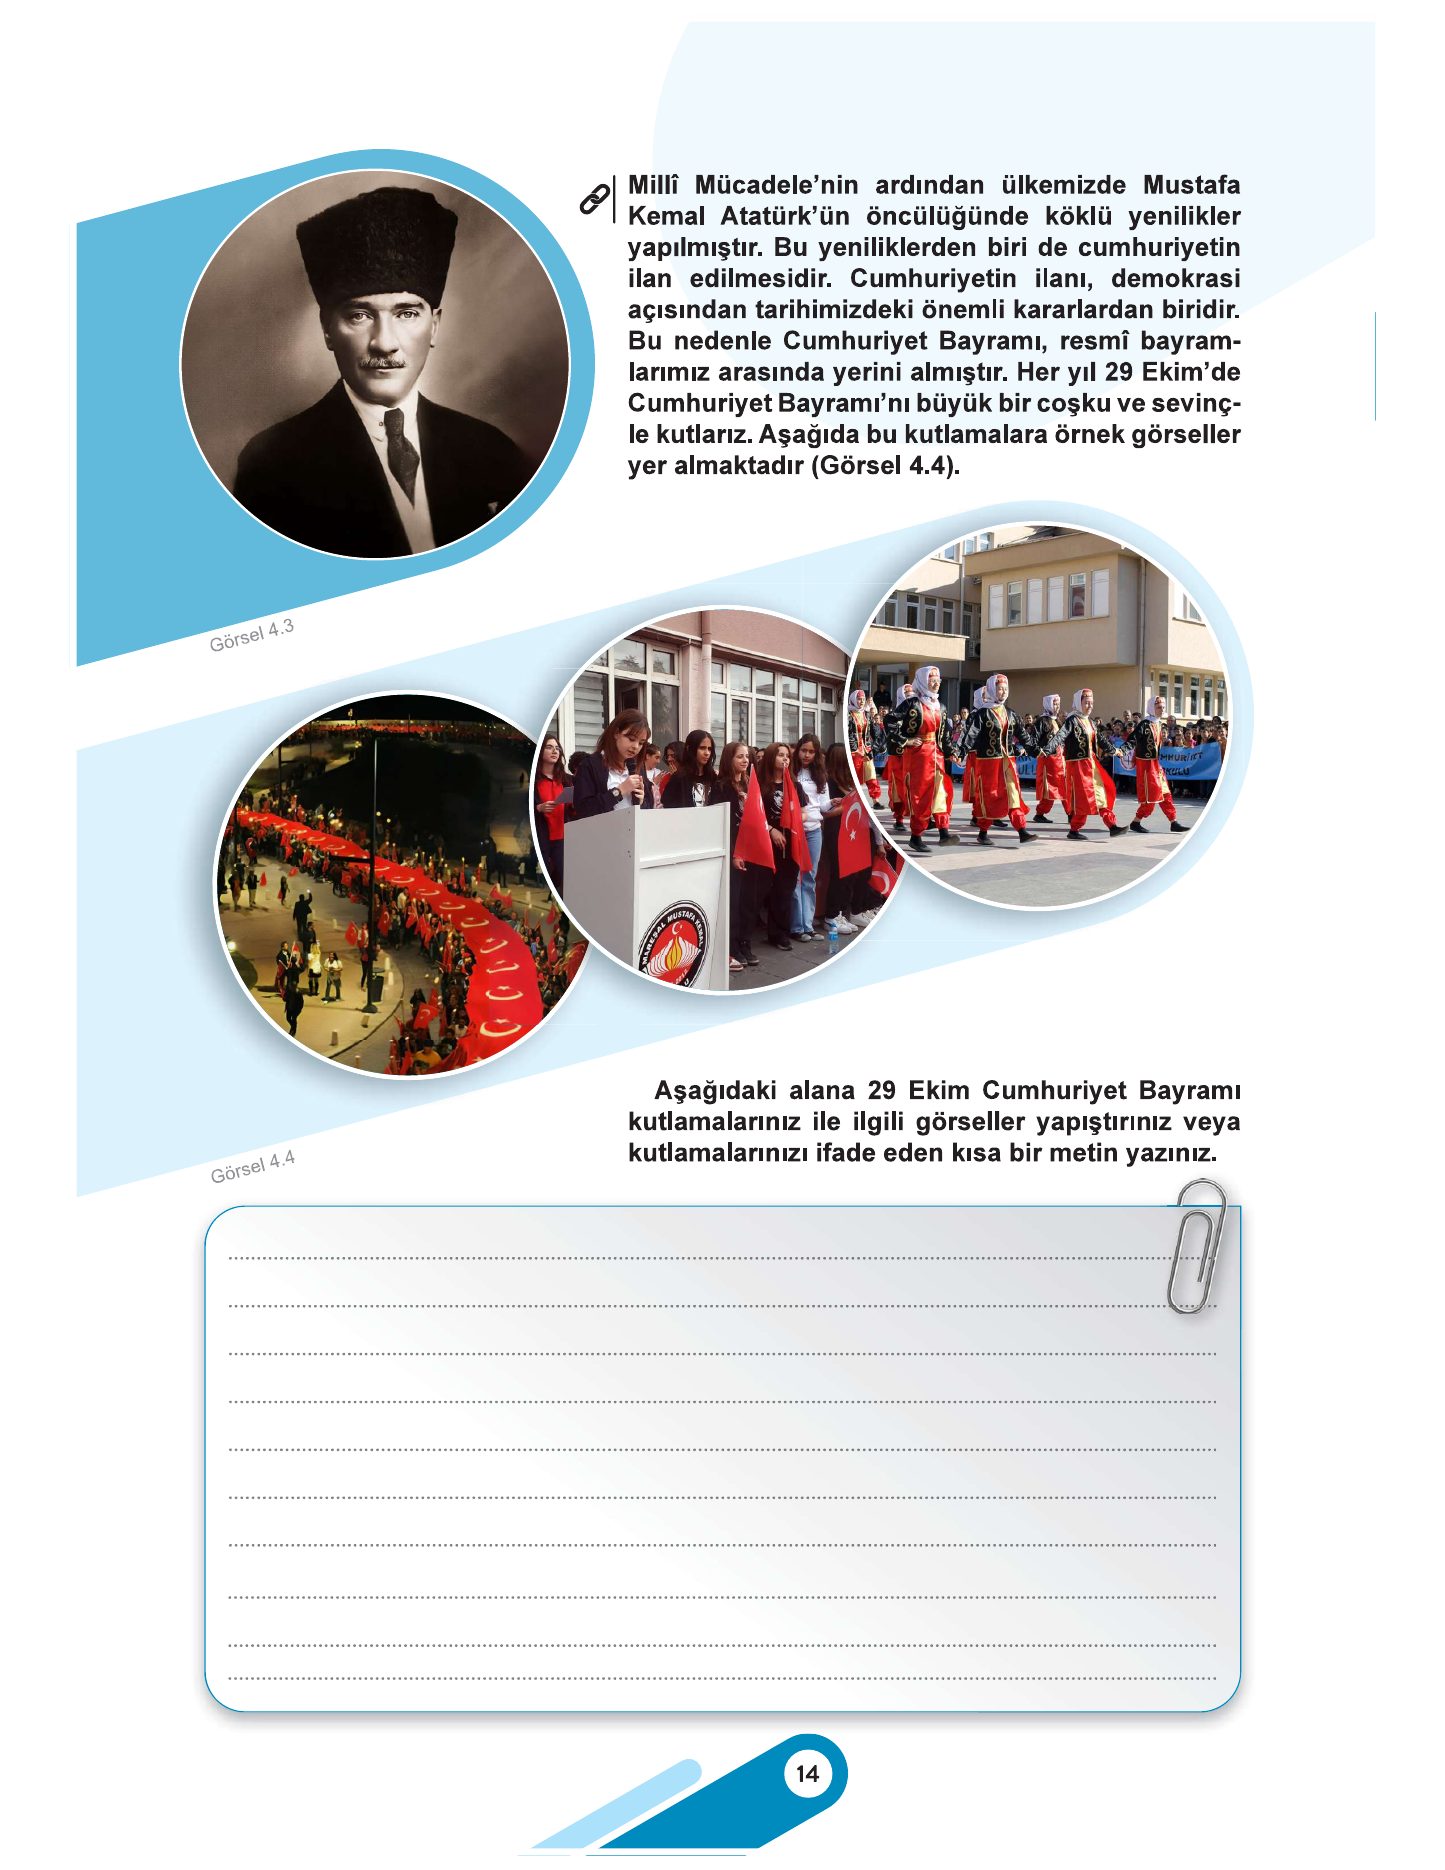 Millî Mücadele’nin ardından ülkemizde Mustafa
Kemal Atatürk’ün öncülüğünde köklü yenilikler
yapılmıştır. Bu yeniliklerden biri de cumhuriyetin
ilan edilmesidir. Cumhuriyetin ilanı, demokrasi
açısından tarihimizdeki önemli kararlardan biridir.
Bu nedenle Cumhuriyet Bayramı, resmî bayram-
larımız arasında yerini almıştır. Her yıl 29 Ekim’de
Cumhuriyet Bayramı’nı büyük bir coşku ve sevinç-
le kutlarız. Aşağıda bu kutlamalara örnek görseller
yer almaktadır (Görsel 4.4).
Görsel 4.3
MAREŞAL MUSTAFA KEMAL
Görsel 4.4
Aşağıdaki alana 29 Ekim Cumhuriyet Bayramı
kutlamalarınız ile ilgili görseller yapıştırınız veya
kutlamalarınızı ifade eden kısa bir metin yazınız.
14